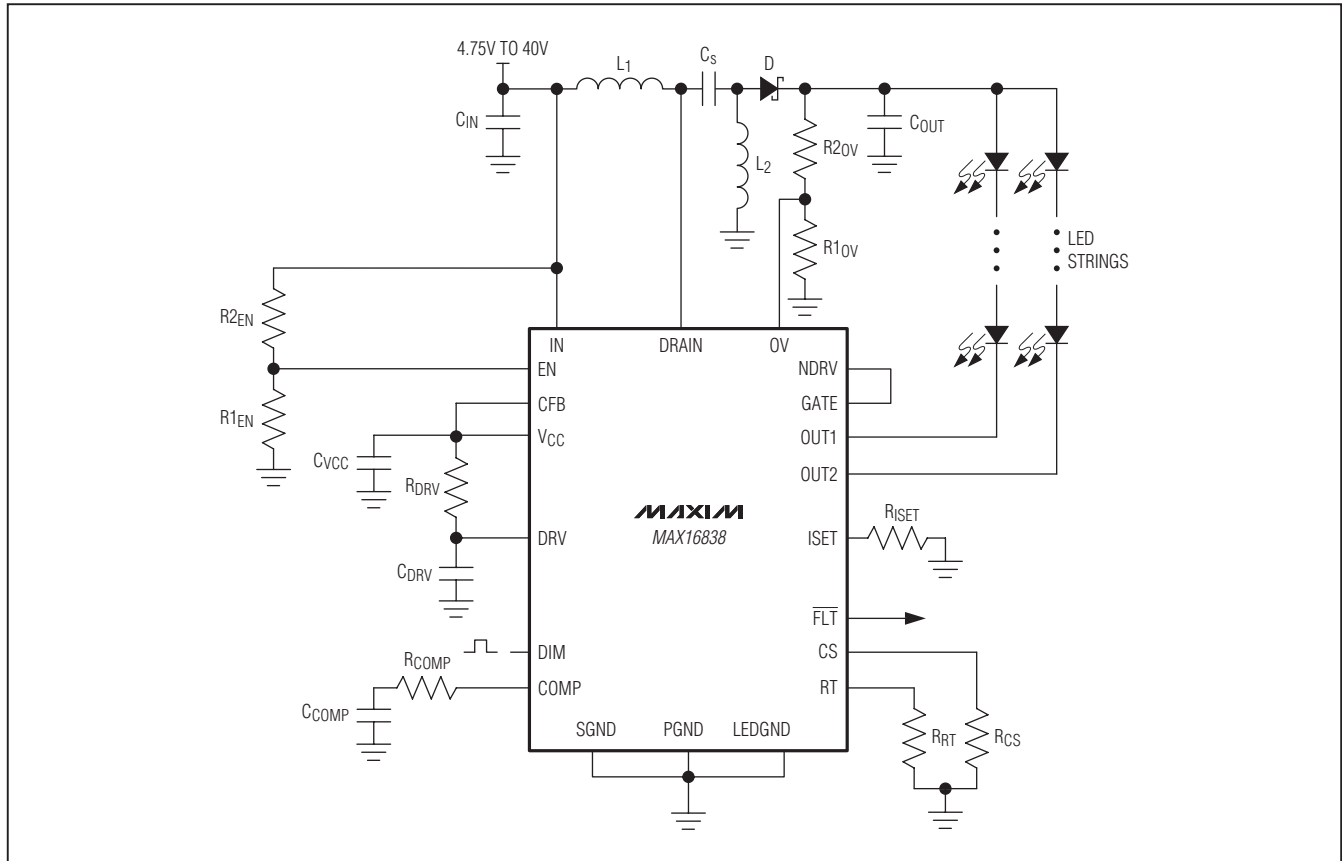 4.75V TO 40V
L1
CS
D
CIN
L2
R2OV
COUT
R1OV
LED
STRINGS
R2EN
R1EN
IN
DRAIN
OV
EN
CFB
VCC
DRV
DIM
COMP
NDRV
GATE
OUT1
OUT2
ISET
FLT
CS
RT
SGND
PGND
LEDGND
MAXIM
MAX16838
CVCC
RDRV
CDRV
RCOMP
CCOMP
RISET
RRT
RCS